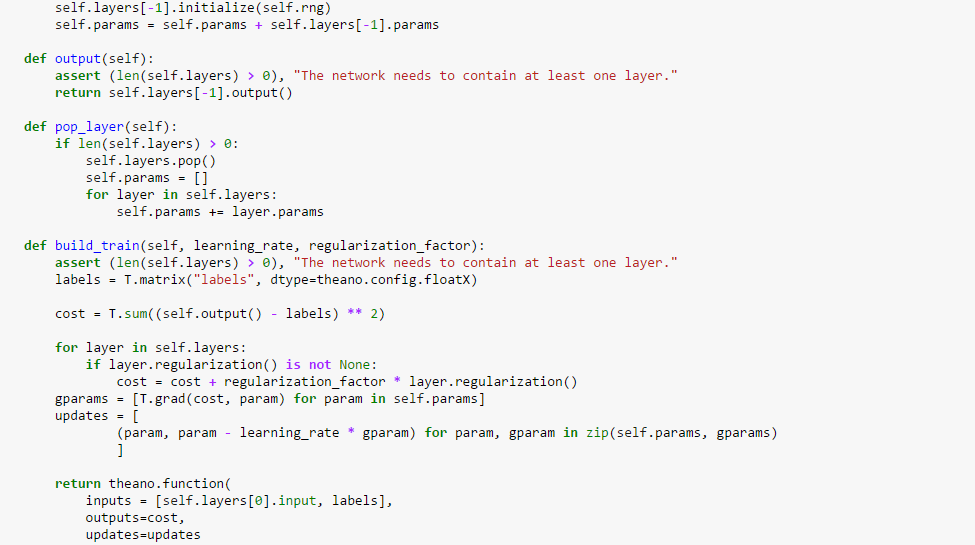 self.layers[-1].initialize(self.rng)
        self.params = self.params + self.layers[-1].params

    def output(self):
        assert (len(self.layers) > 0), "The network needs to contain at least one layer."
        return self.layers[-1].output()

    def pop_layer(self):
        if len(self.layers) > 0:
            self.layers.pop()
            self.params = []
            for layer in self.layers:
                self.params += layer.params

    def build_train(self, learning_rate, regularization_factor):
        assert (len(self.layers) > 0), "The network needs to contain at least one layer."
        labels = T.matrix("labels", dtype=theano.config.floatX)

        cost = T.sum((self.output() - labels) ** 2)

        for layer in self.layers:
            if layer.regularization() is not None:
                cost = cost + regularization_factor * layer.regularization()
        gparams = [T.grad(cost, param) for param in self.params]
        updates = [
                (param, param - learning_rate * gparam) for param, gparam in zip(self.params, gparams)
                ]

        return theano.function(
            inputs = [self.layers[0].input, labels],
            outputs=cost,
            updates=updates